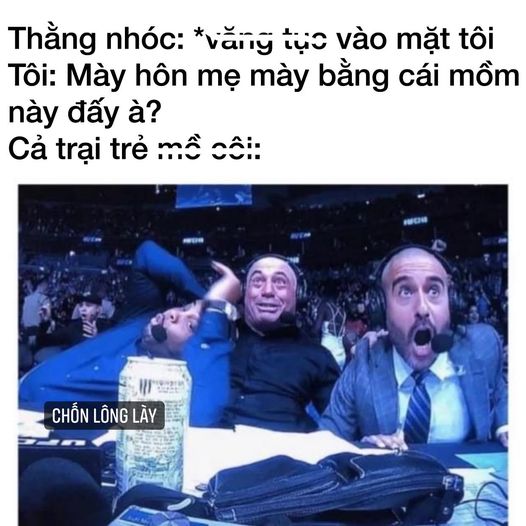 Thằng nhóc: *văng tục vào mặt tôi
Tôi: Mày hôn mẹ mày bằng cái mồm
này đấy à?
Cả trại trẻ mồ côi:
CHỐN LÔNG LÀY